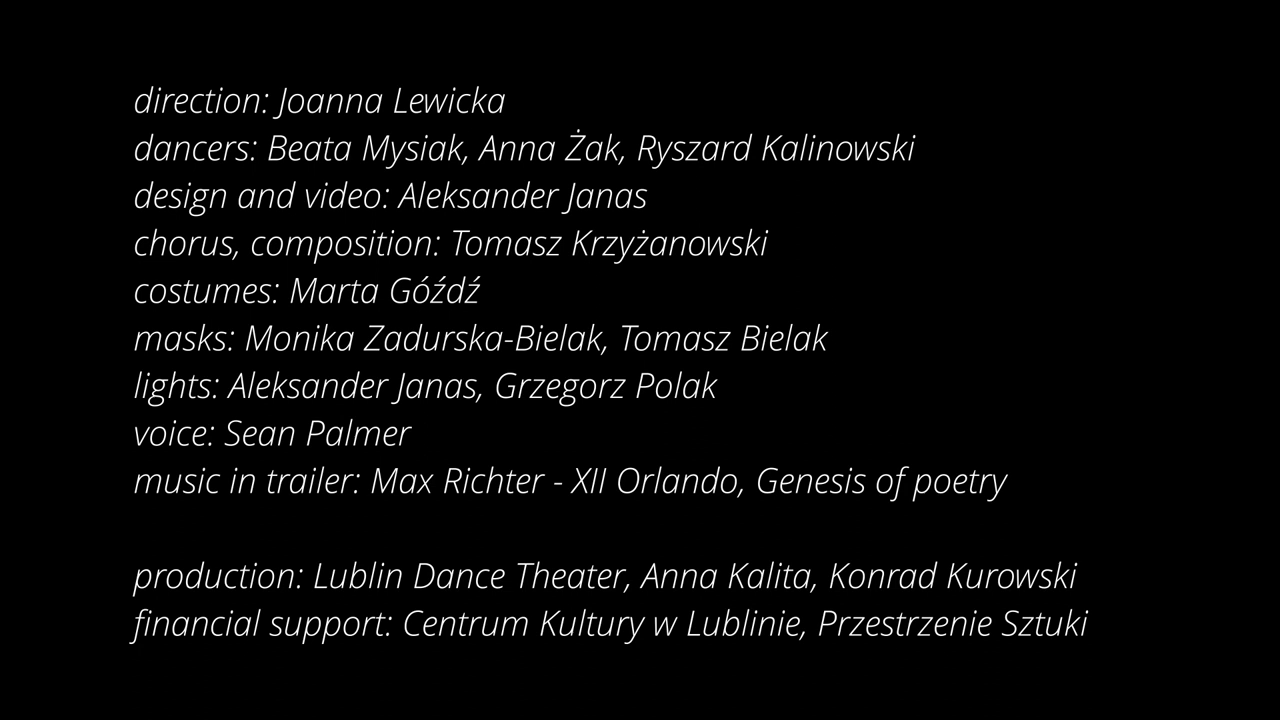 direction: Joanna Lewicka
dancers: Beata Mysiak, Anna Żak, Ryszard Kalinowski
design and video: Aleksander Janas
chorus, composition: Tomasz Krzyżanowski
costumes: Marta Góźdź
masks: Monika Zadurska-Bielak, Tomasz Bielak
lights: Aleksander Janas, Grzegorz Polak
voice: Sean Palmer
music in trailer: Max Richter - XII Orlando, Genesis of poetry
production: Lublin Dance Theater, Anna Kalita, Konrad Kurowski
financial support: Centrum Kultury w Lublinie, Przestrzenie Sztuki